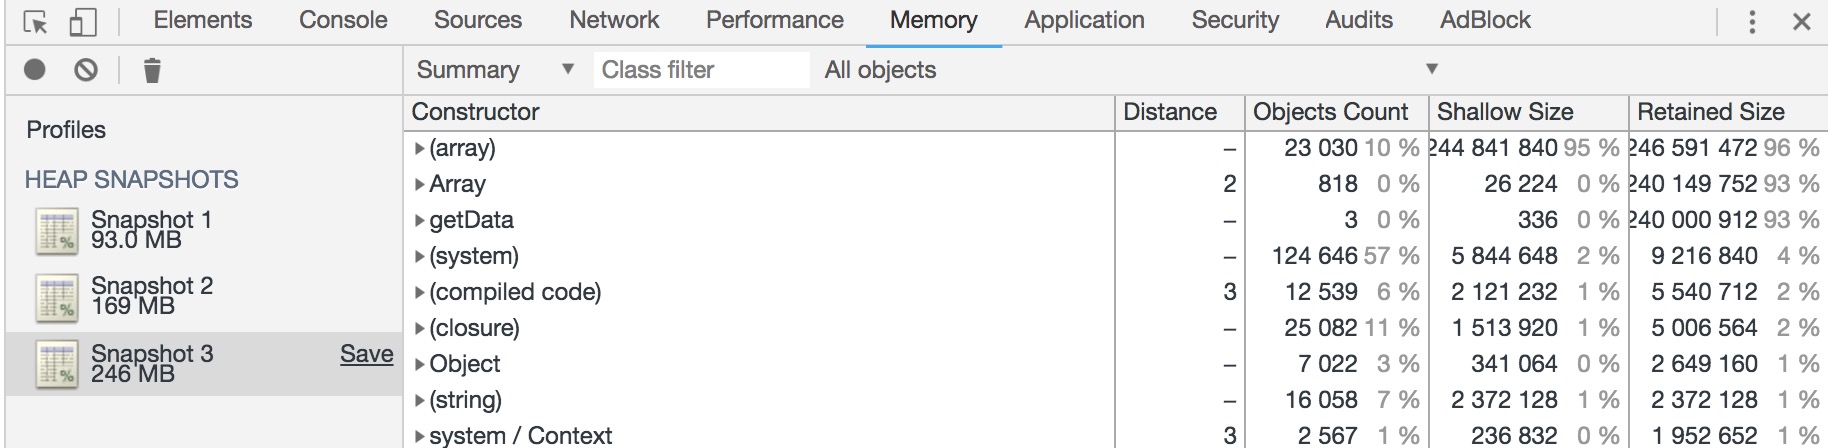 Elements Console Sources Network Performance Memory Application Security Audits AdBlock
Summary Class filter All objects
Profiles
HEAP SNAPSHOTS
Snapshot 1
93.0 MB
Snapshot 2
169 MB
Snapshot 3 Save
246 MB
Constructor Distance Objects Count Shallow Size Retained Size
(array) – 23 030 10 % 244 841 840 95 % 246 591 472 96 %
Array 2 818 0 % 26 224 0 % 240 149 752 93 %
getData – 3 0 % 336 0 % 240 000 912 93 %
(system) – 124 646 57 % 5 844 648 2 % 9 216 840 4 %
(compiled code) 3 12 539 6 % 2 121 232 1 % 5 540 712 2 %
(closure) – 25 082 11 % 1 513 920 1 % 5 006 564 2 %
Object – 7 022 3 % 341 064 0 % 2 649 160 1 %
(string) – 16 058 7 % 2 372 128 1 % 2 372 128 1 %
system / Context 3 2 567 1 % 236 832 0 % 1 952 652 1 %